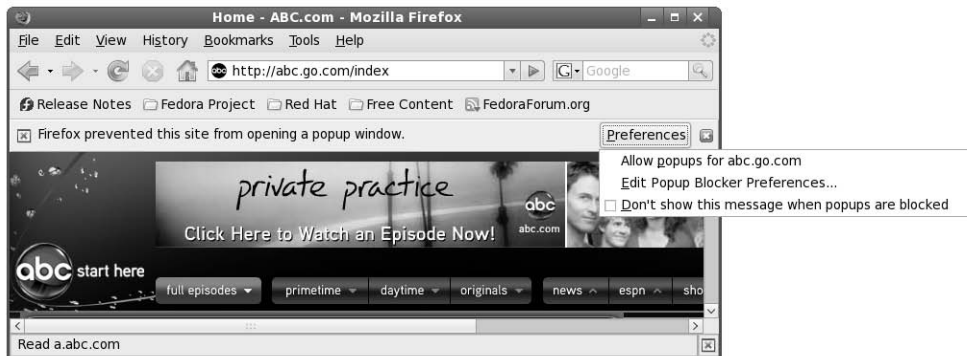 Home - ABC.com - Mozilla Firefox
File Edit View History Bookmarks Tools Help
abc http://abc.go.com/index G Google
Release Notes Fedora Project Red Hat Free Content FedoraForum.org
Firefox prevented this site from opening a popup window. Preferences
Allow popups for abc.go.com
Edit Popup Blocker Preferences...
Don't show this message when popups are blocked
private practice
Click Here to Watch an Episode Now!
abc
abc.com
abc start here
full episodes primetime daytime originals news espn sho
Read a.abc.com